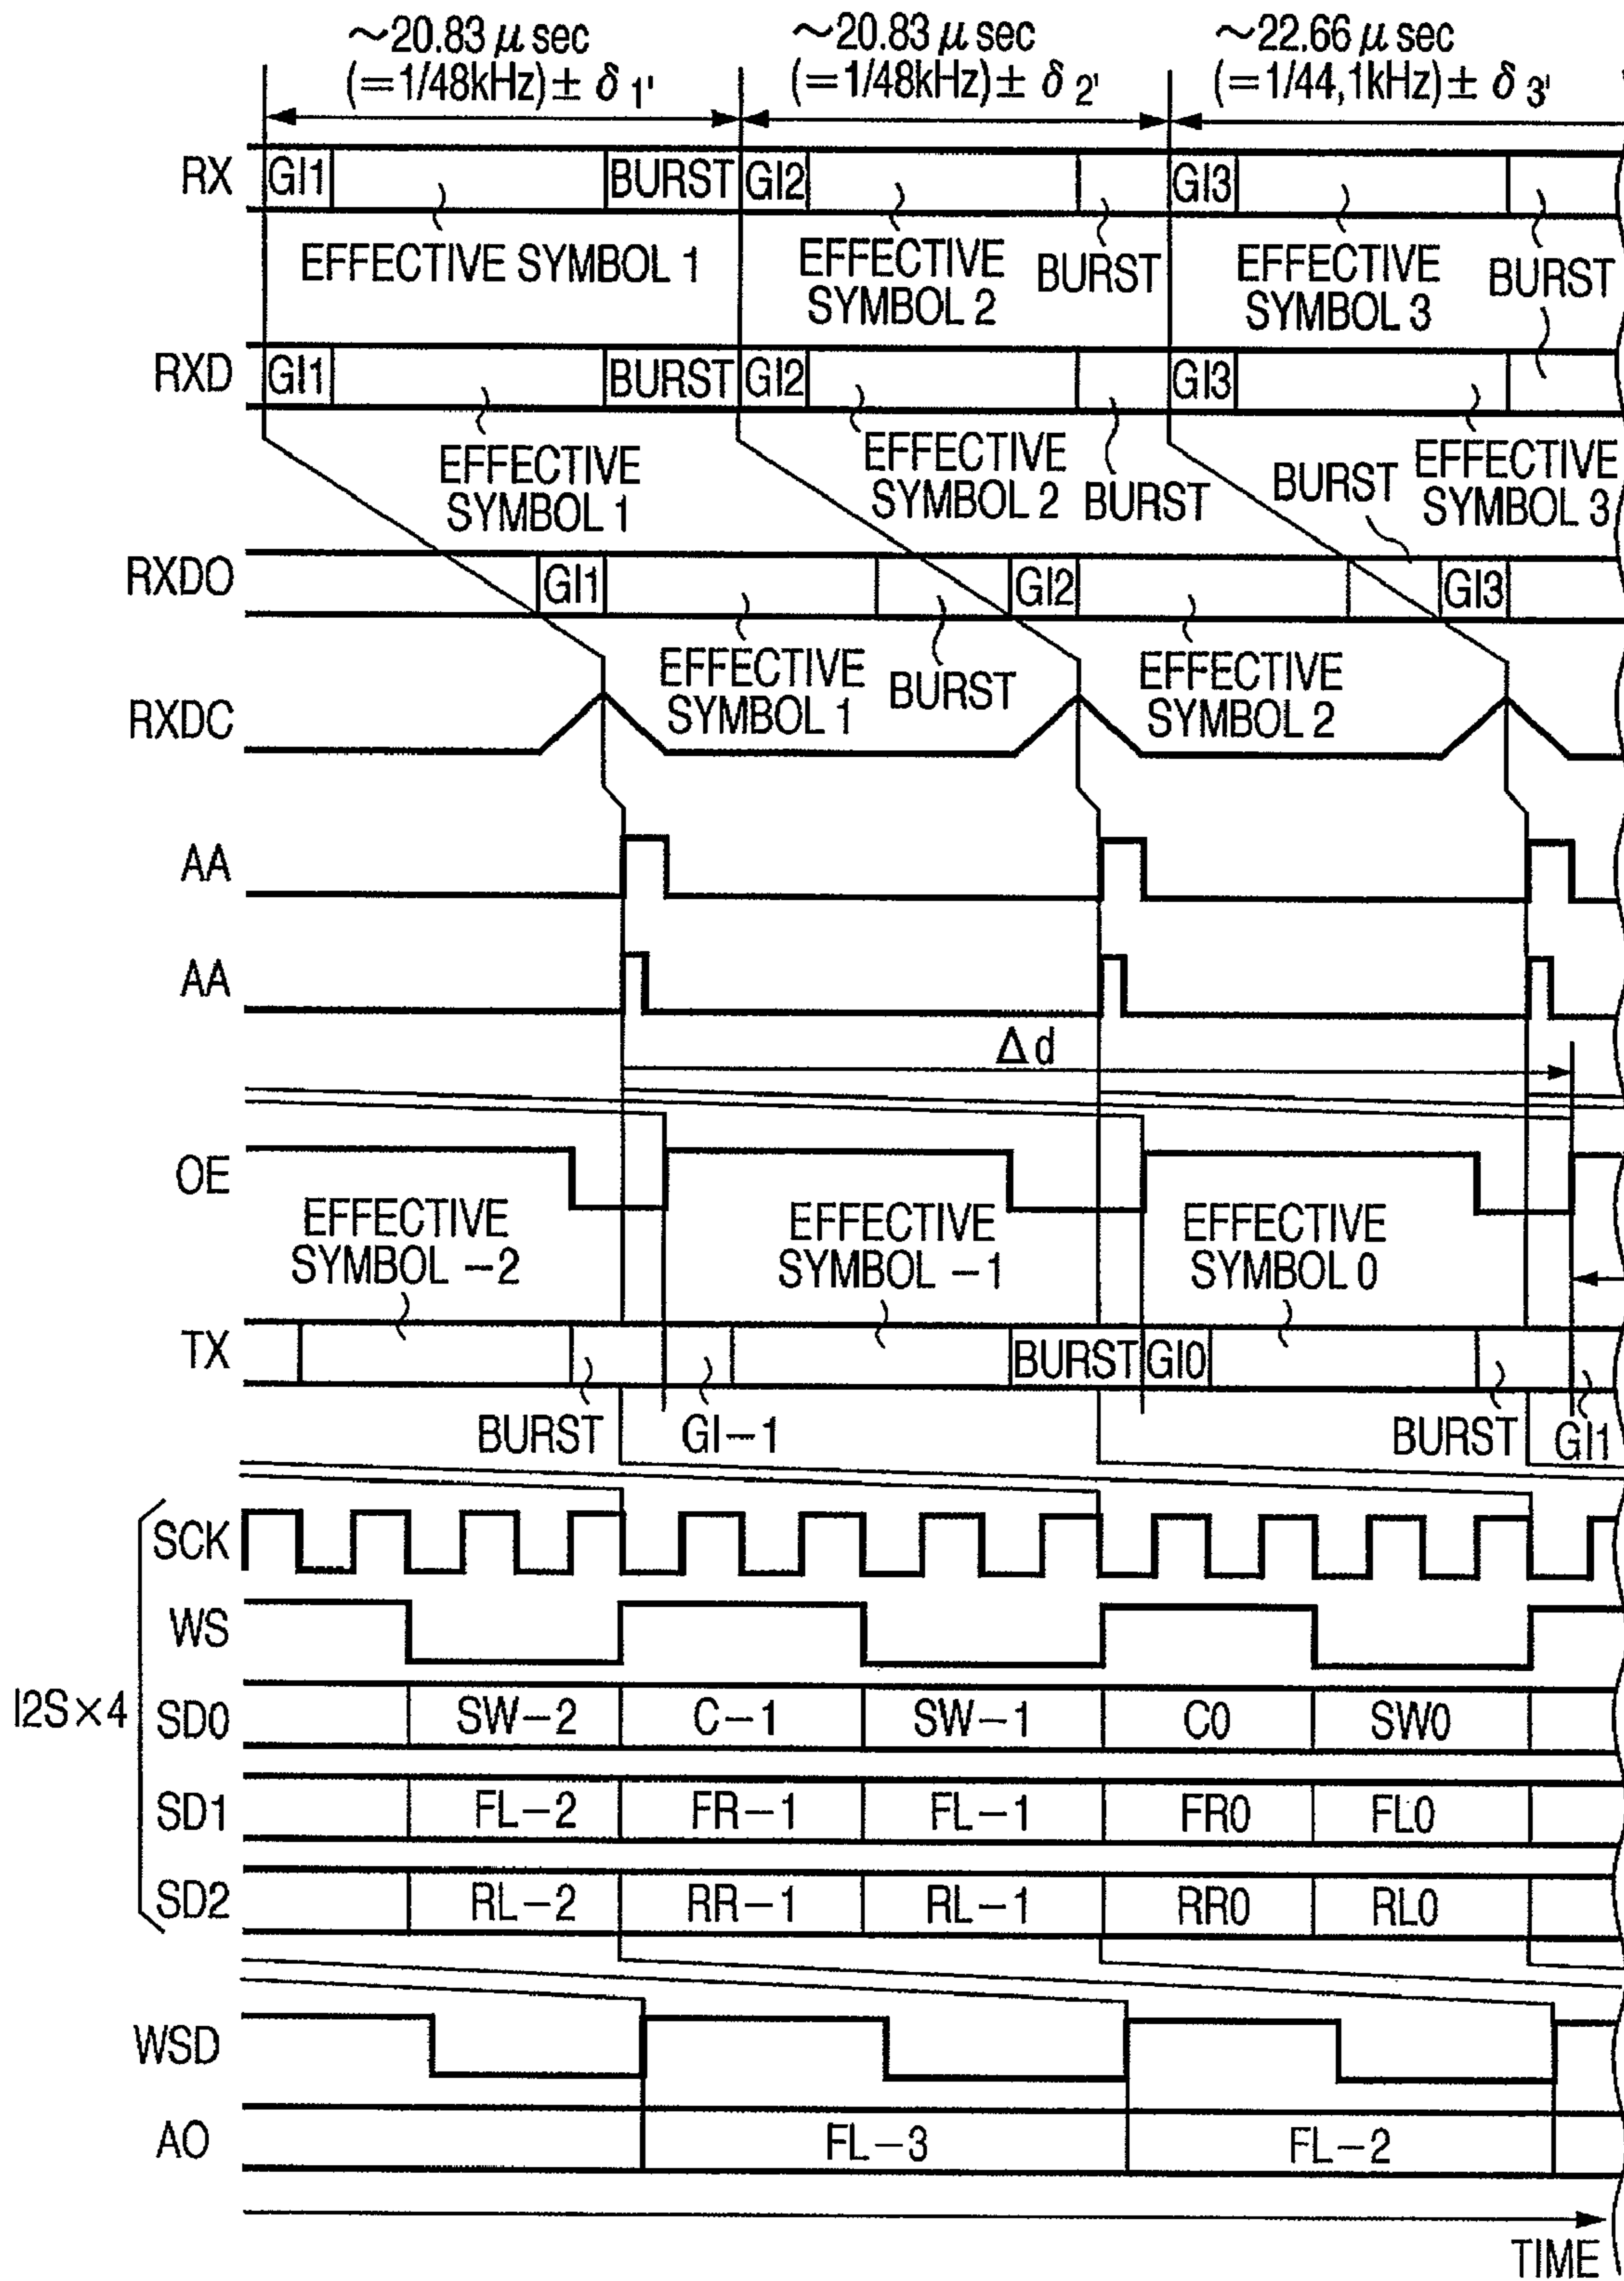 ~20.83 μ sec
(=1/48kHz) ± δ 1'
~20.83 μ sec
(=1/48kHz) ± δ 2'
~22.66 μ sec
(=1/44,1kHz) ± δ 3'
RX
GI1
BURST
GI2
GI3
EFFECTIVE SYMBOL 1
EFFECTIVE
SYMBOL 2
BURST
EFFECTIVE
SYMBOL 3
BURST
RXD
GI1
BURST
GI2
GI3
EFFECTIVE
SYMBOL 1
EFFECTIVE
SYMBOL 2
BURST
BURST
EFFECTIVE
SYMBOL 3
RXDO
GI1
GI2
GI3
EFFECTIVE
SYMBOL 1
BURST
EFFECTIVE
SYMBOL 2
RXDC
AA
AA
Δd
OE
EFFECTIVE
SYMBOL −2
EFFECTIVE
SYMBOL −1
EFFECTIVE
SYMBOL 0
TX
BURST
GI0
BURST
GI−1
BURST
GI1
I2S×4
SCK
WS
SD0
SW−2
C−1
SW−1
C0
SW0
SD1
FL−2
FR−1
FL−1
FR0
FL0
SD2
RL−2
RR−1
RL−1
RR0
RL0
WSD
AO
FL−3
FL−2
TIME